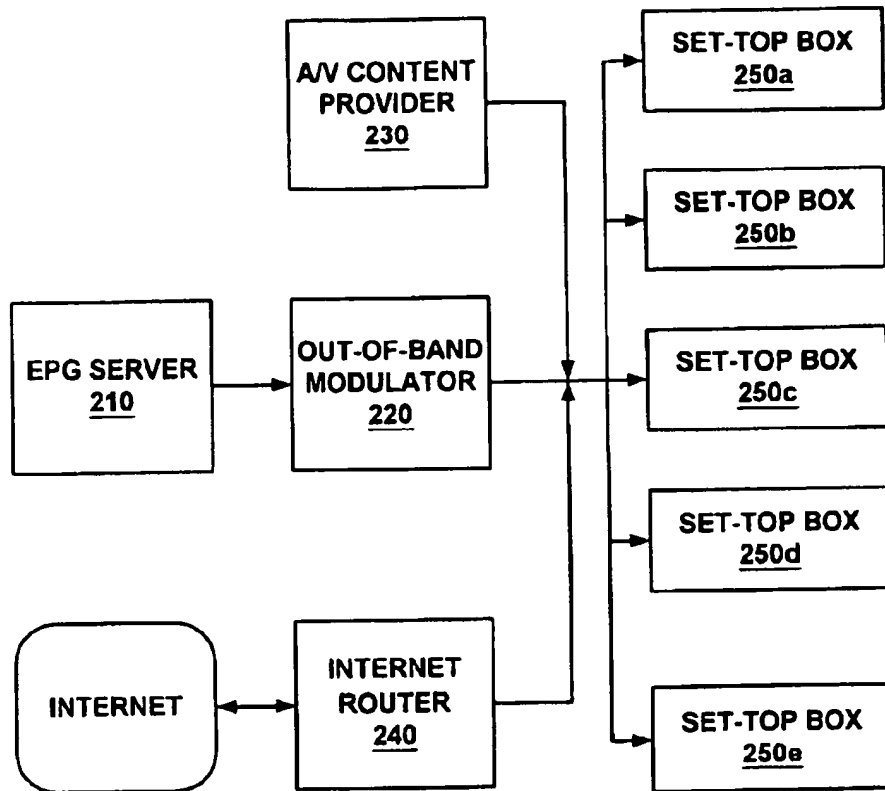 A/V CONTENT
PROVIDER
230
SET-TOP BOX
250a
SET-TOP BOX
250b
EPG SERVER
210
OUT-OF-BAND
MODULATOR
220
SET-TOP BOX
250c
SET-TOP BOX
250d
INTERNET
INTERNET
ROUTER
240
SET-TOP BOX
250e